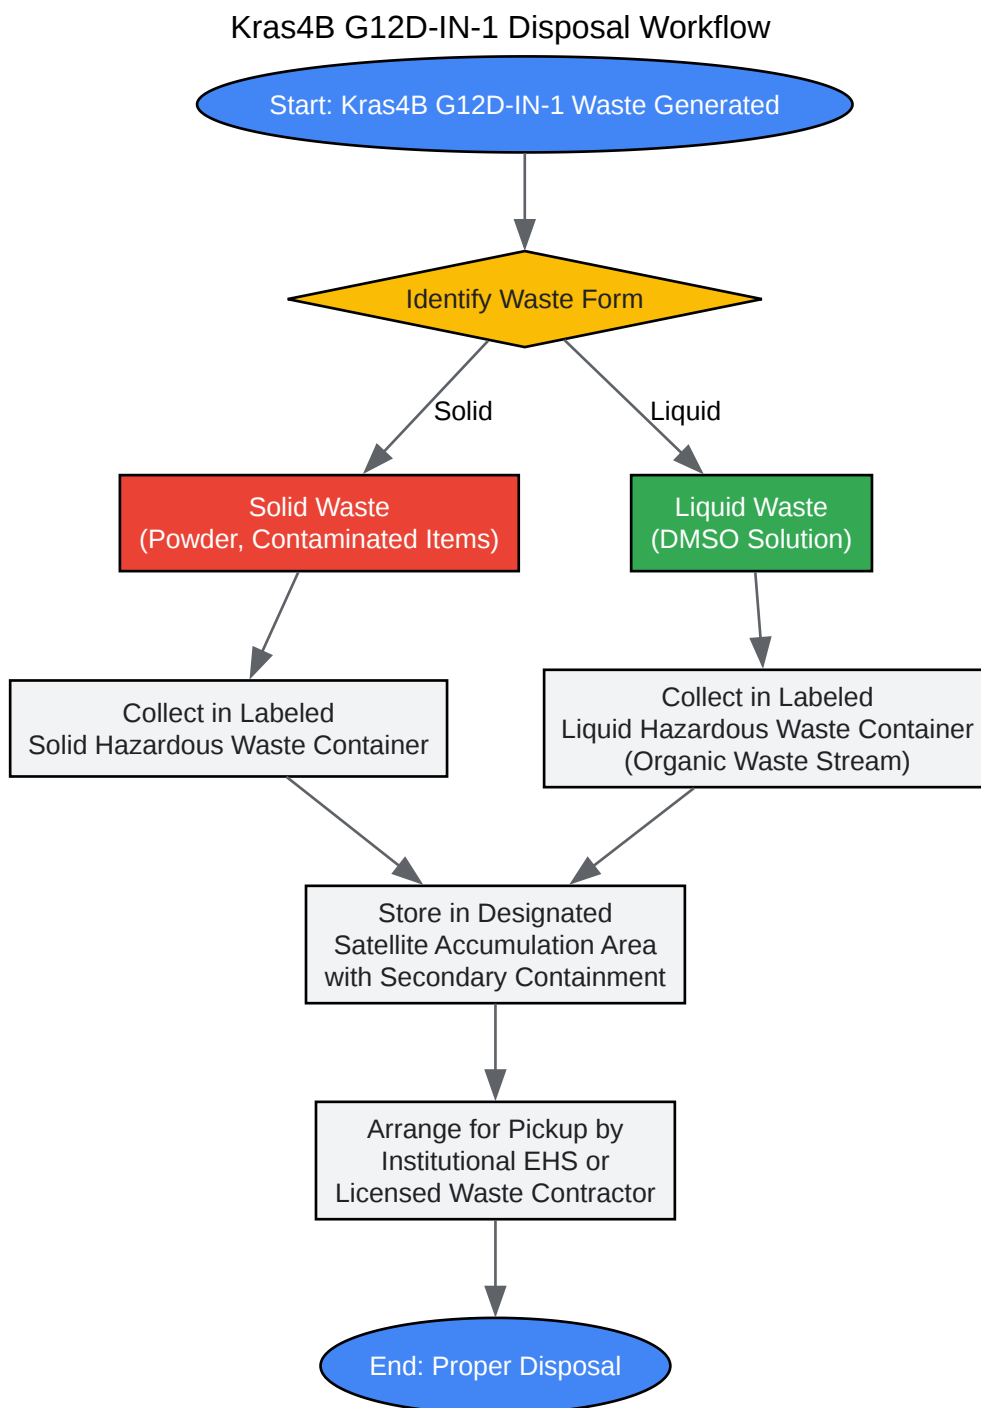 Kras4B G12D-IN-1 Disposal Workflow
Start: Kras4B G12D-IN-1 Waste Generated
Identify Waste Form
Solid
Liquid
Solid Waste
(Powder, Contaminated Items)
Liquid Waste
(DMSO Solution)
Collect in Labeled
Solid Hazardous Waste Container
Collect in Labeled
Liquid Hazardous Waste Container
(Organic Waste Stream)
Store in Designated
Satellite Accumulation Area
with Secondary Containment
Arrange for Pickup by
Institutional EHS or
Licensed Waste Contractor
End: Proper Disposal